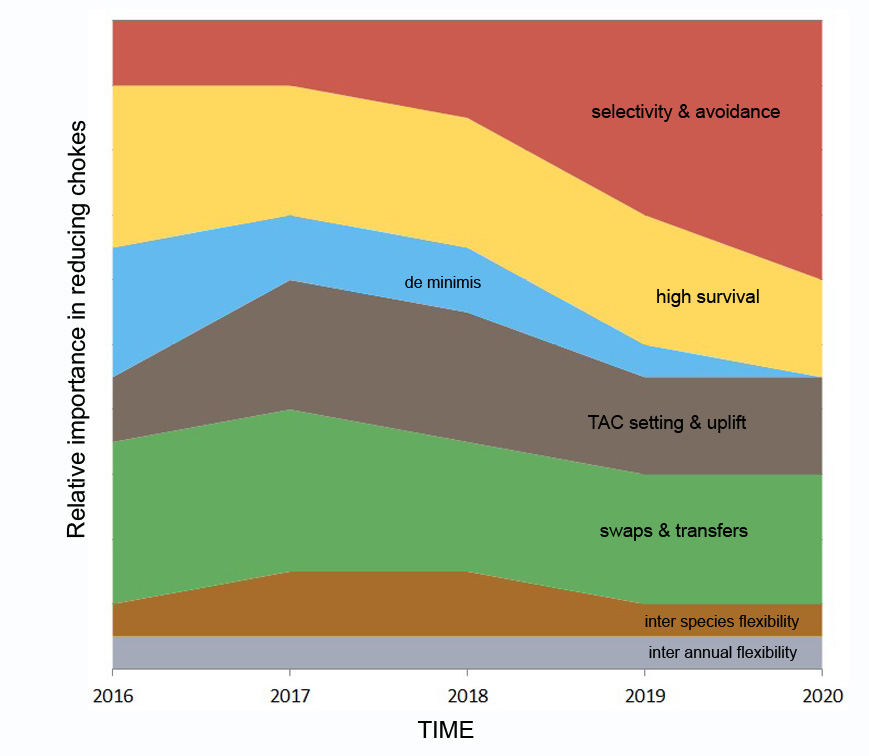 Relative importance in reducing chokes
selectivity & avoidance
de minimis
high survival
TAC setting & uplift
swaps & transfers
inter species flexibility
inter annual flexibility
2016
2017
2018
2019
2020
TIME